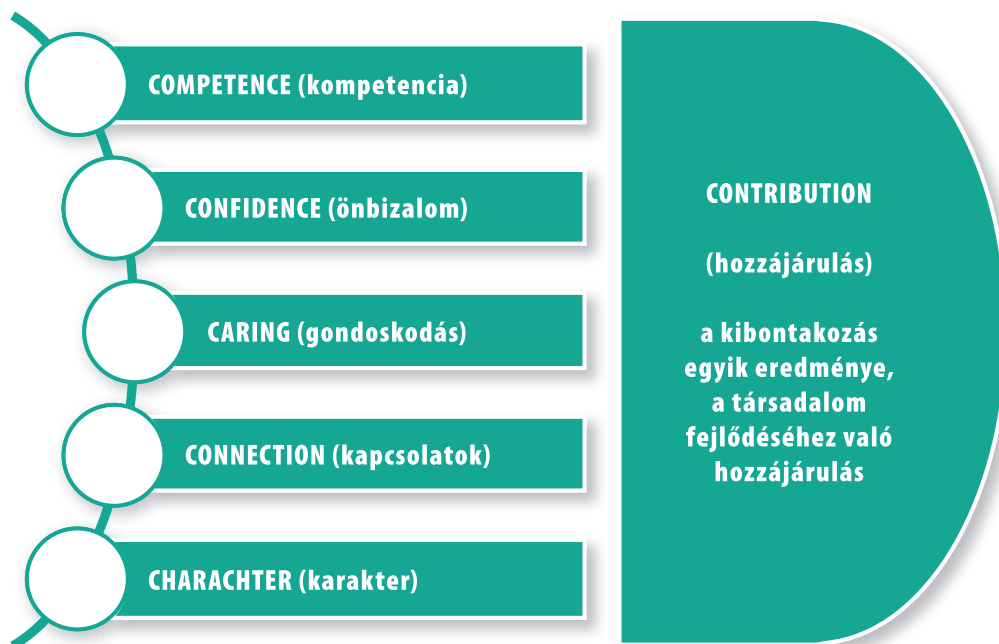 COMPETENCE (kompetencia)
CONFIDENCE (önbizalom)
CARING (gondoskodás)
CONNECTION (kapcsolatok)
CHARACHTER (karakter)
CONTRIBUTION
(hozzájárulás)
a kibontakozás
egyik eredménye,
a társadalom
fejlődéséhez való
hozzájárulás